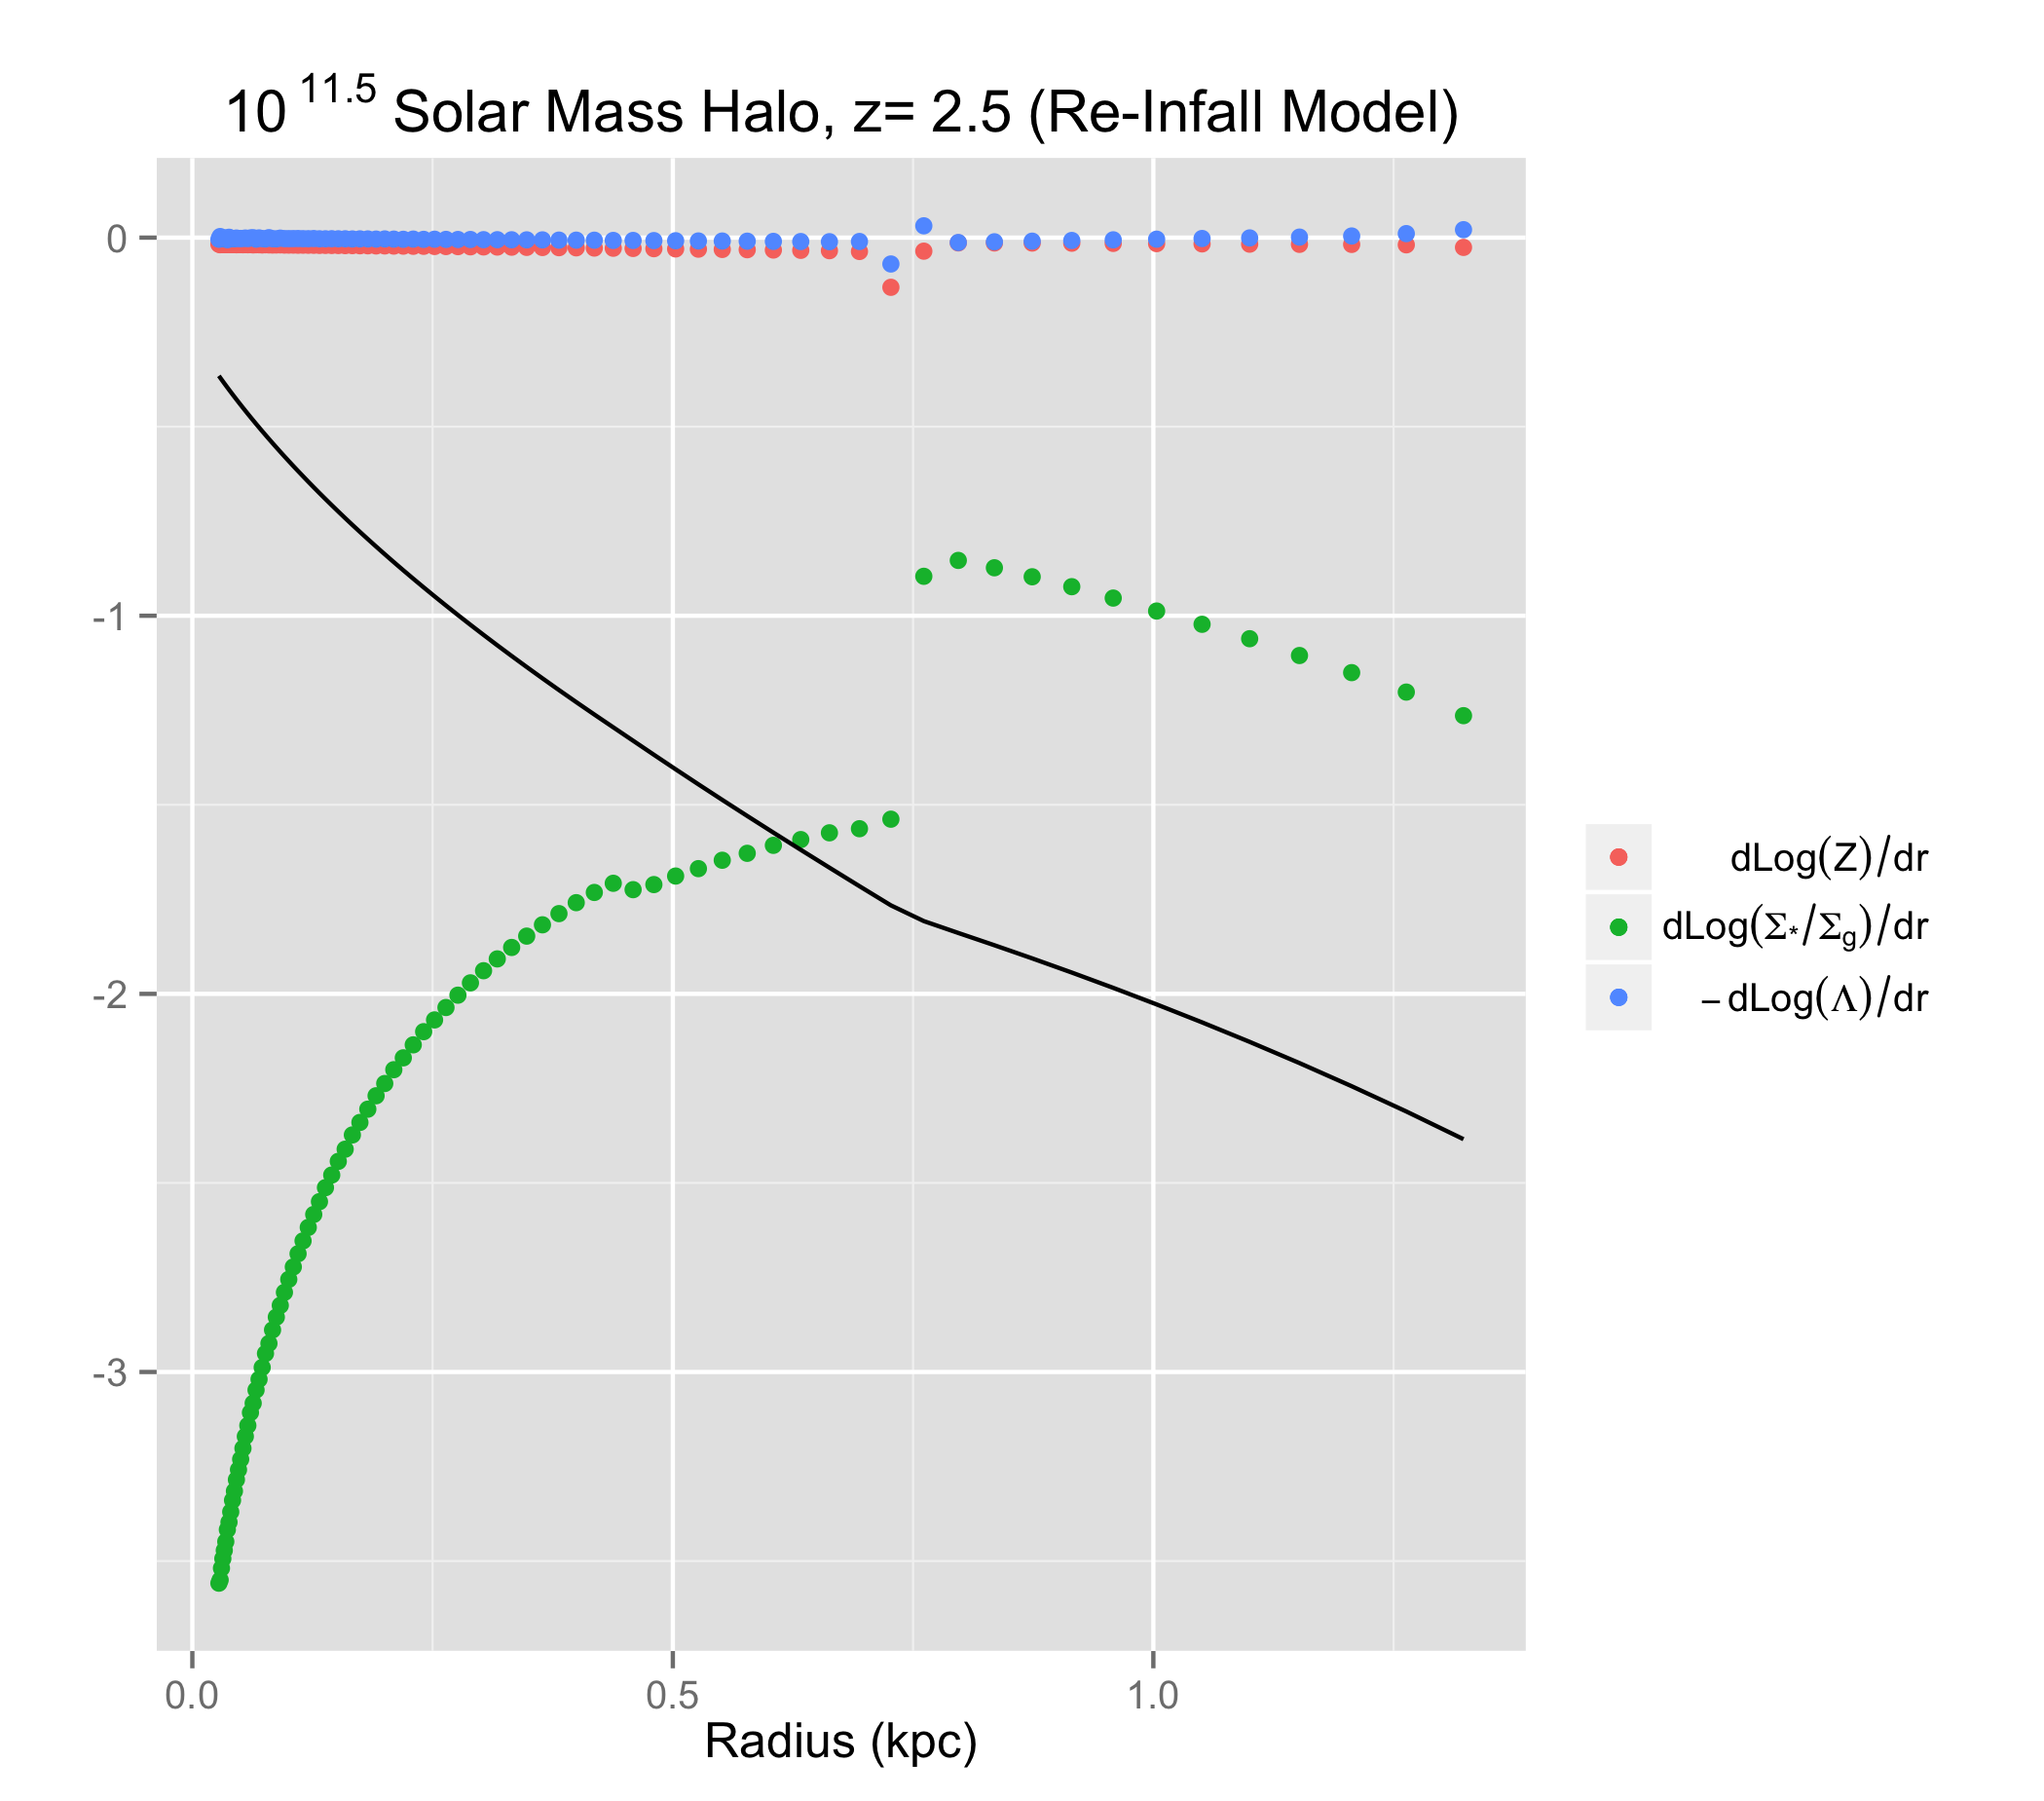 10^11.5 Solar Mass Halo, z= 2.5 (Re-Infall Model)
0
-1
-2
-3
0.0 0.5 1.0
Radius (kpc)
dLog(Z)/dr
dLog(Σ*/Σg)/dr
−dLog(Λ)/dr